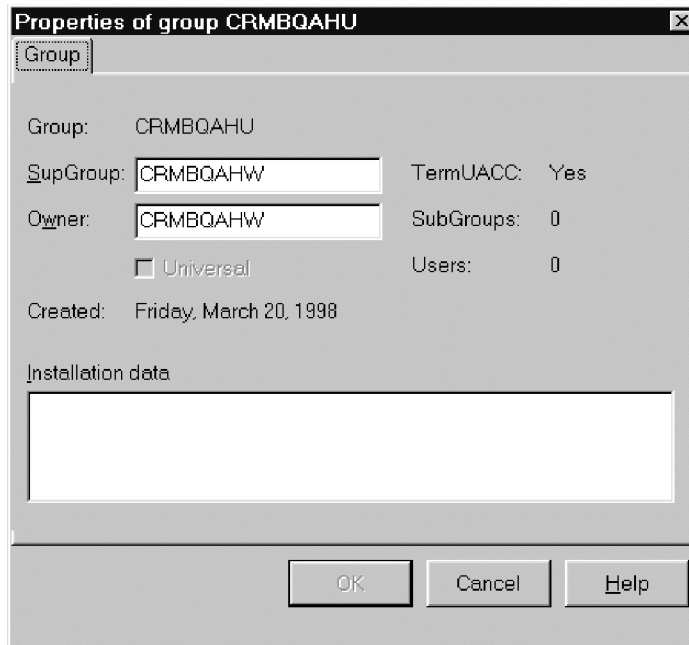 Properties of group CRMBQAHU
Group
Group: CRMBQAHU
SupGroup: CRMBQAHW TermUACC: Yes
Owner: CRMBQAHW SubGroups: 0
Universal Users: 0
Created: Friday, March 20, 1998
Installation data
OK Cancel Help